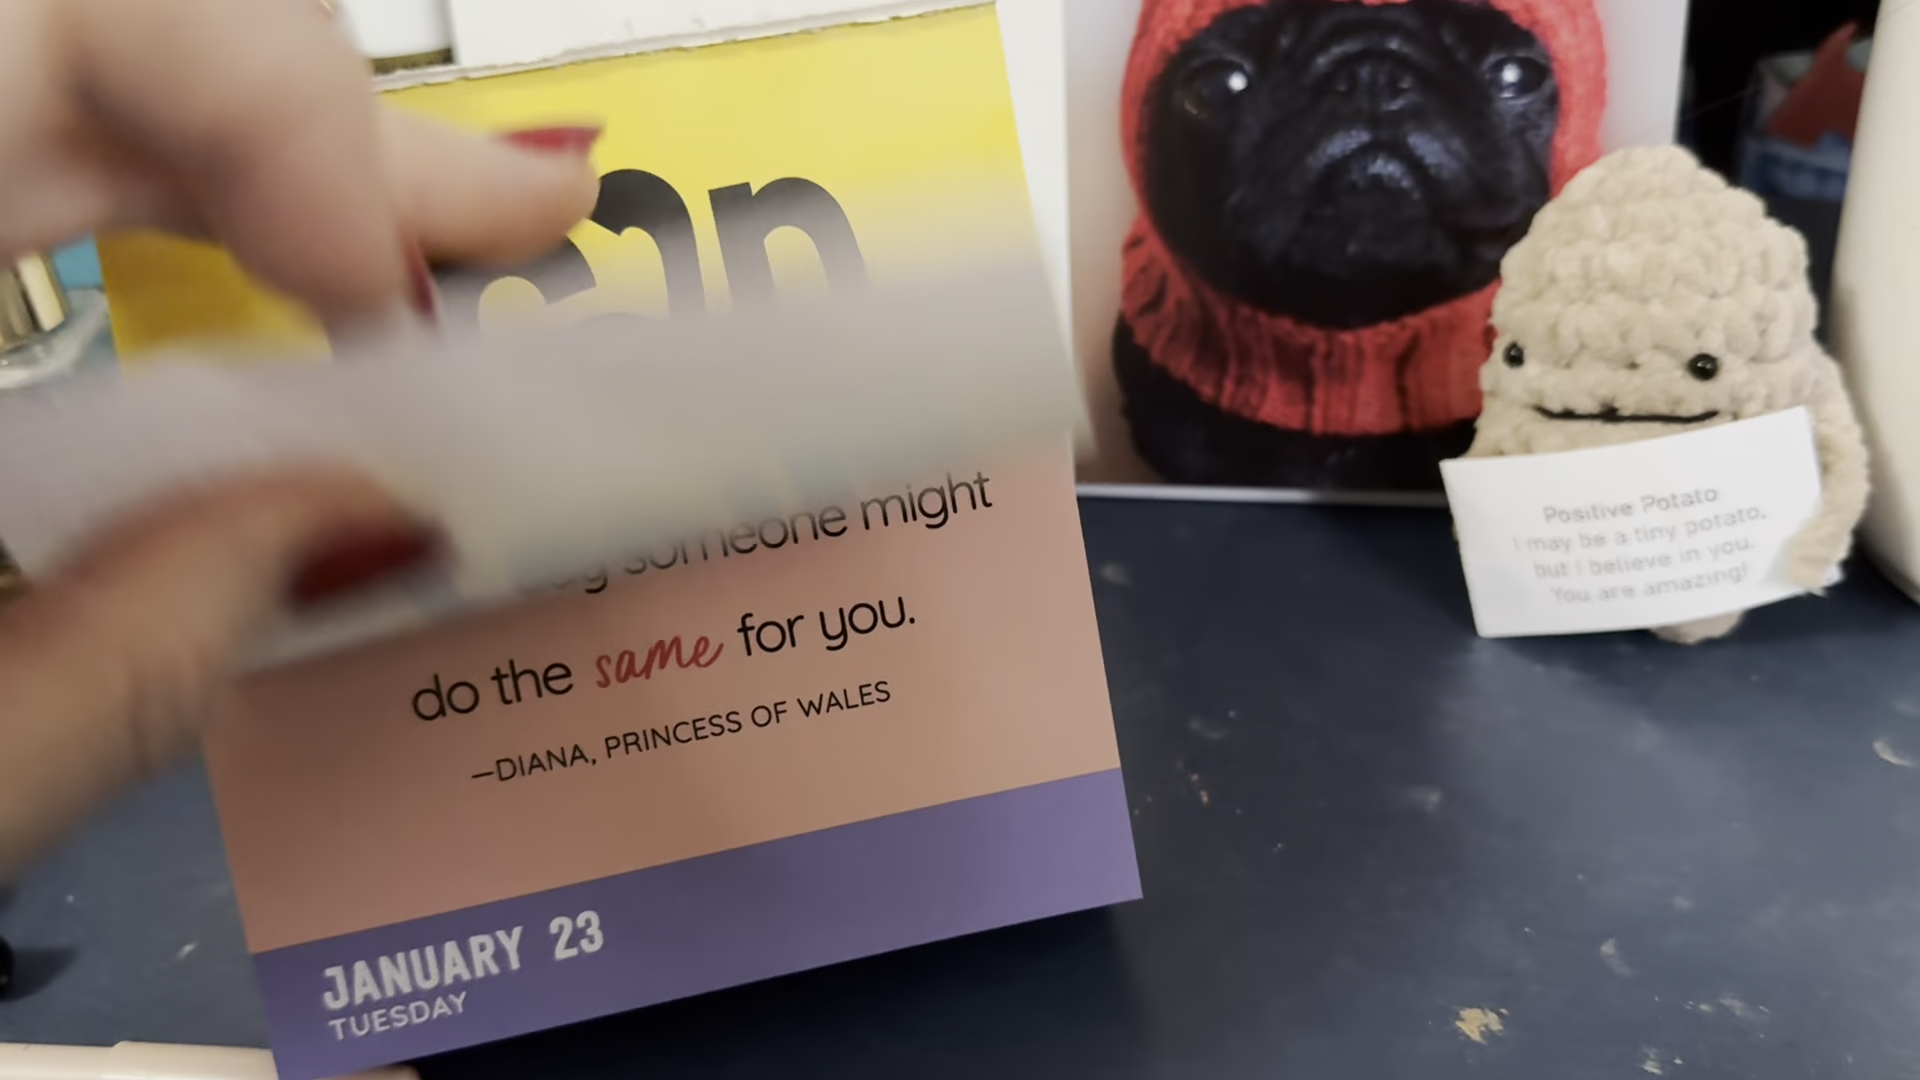 someone might
do the same for you.
—DIANA, PRINCESS OF WALES
JANUARY 23
TUESDAY
Positive Potato
I may be a tiny potato,
but I believe in you.
You are amazing!